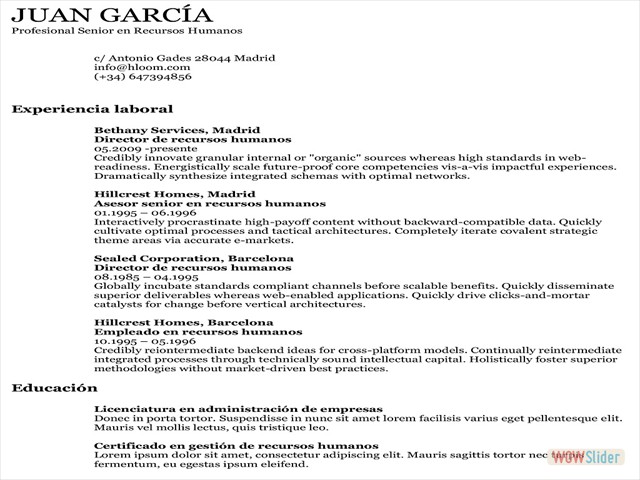 JUAN GARCÍA
Profesional Senior en Recursos Humanos
c/ Antonio Gades 28044 Madrid
info@hloom.com
(+34) 647394856
Experiencia laboral
Bethany Services, Madrid
Director de recursos humanos
05.2009 -presente
Credibly innovate granular internal or "organic" sources whereas high standards in web-
readiness. Energistically scale future-proof core competencies vis-a-vis impactful experiences.
Dramatically synthesize integrated schemas with optimal networks.
Hillcrest Homes, Madrid
Asesor senior en recursos humanos
01.1995 – 06.1996
Interactively procrastinate high-payoff content without backward-compatible data. Quickly
cultivate optimal processes and tactical architectures. Completely iterate covalent strategic
theme areas via accurate e-markets.
Sealed Corporation, Barcelona
Director de recursos humanos
08.1985 – 04.1995
Globally incubate standards compliant channels before scalable benefits. Quickly disseminate
superior deliverables whereas web-enabled applications. Quickly drive clicks-and-mortar
catalysts for change before vertical architectures.
Hillcrest Homes, Barcelona
Empleado en recursos humanos
10.1995 – 05.1996
Credibly reiontermediate backend ideas for cross-platform models. Continually reintermediate
integrated processes through technically sound intellectual capital. Holistically foster superior
methodologies without market-driven best practices.
Educación
Licenciatura en administración de empresas
Donec in porta tortor. Suspendisse in nunc sit amet lorem facilisis varius eget pellentesque elit.
Mauris vel mollis lectus, quis tristique leo.
Certificado en gestión de recursos humanos
Lorem ipsum dolor sit amet, consectetur adipiscing elit. Mauris sagittis tortor nec
fermentum, eu egestas ipsum eleifend.
WOWSlider